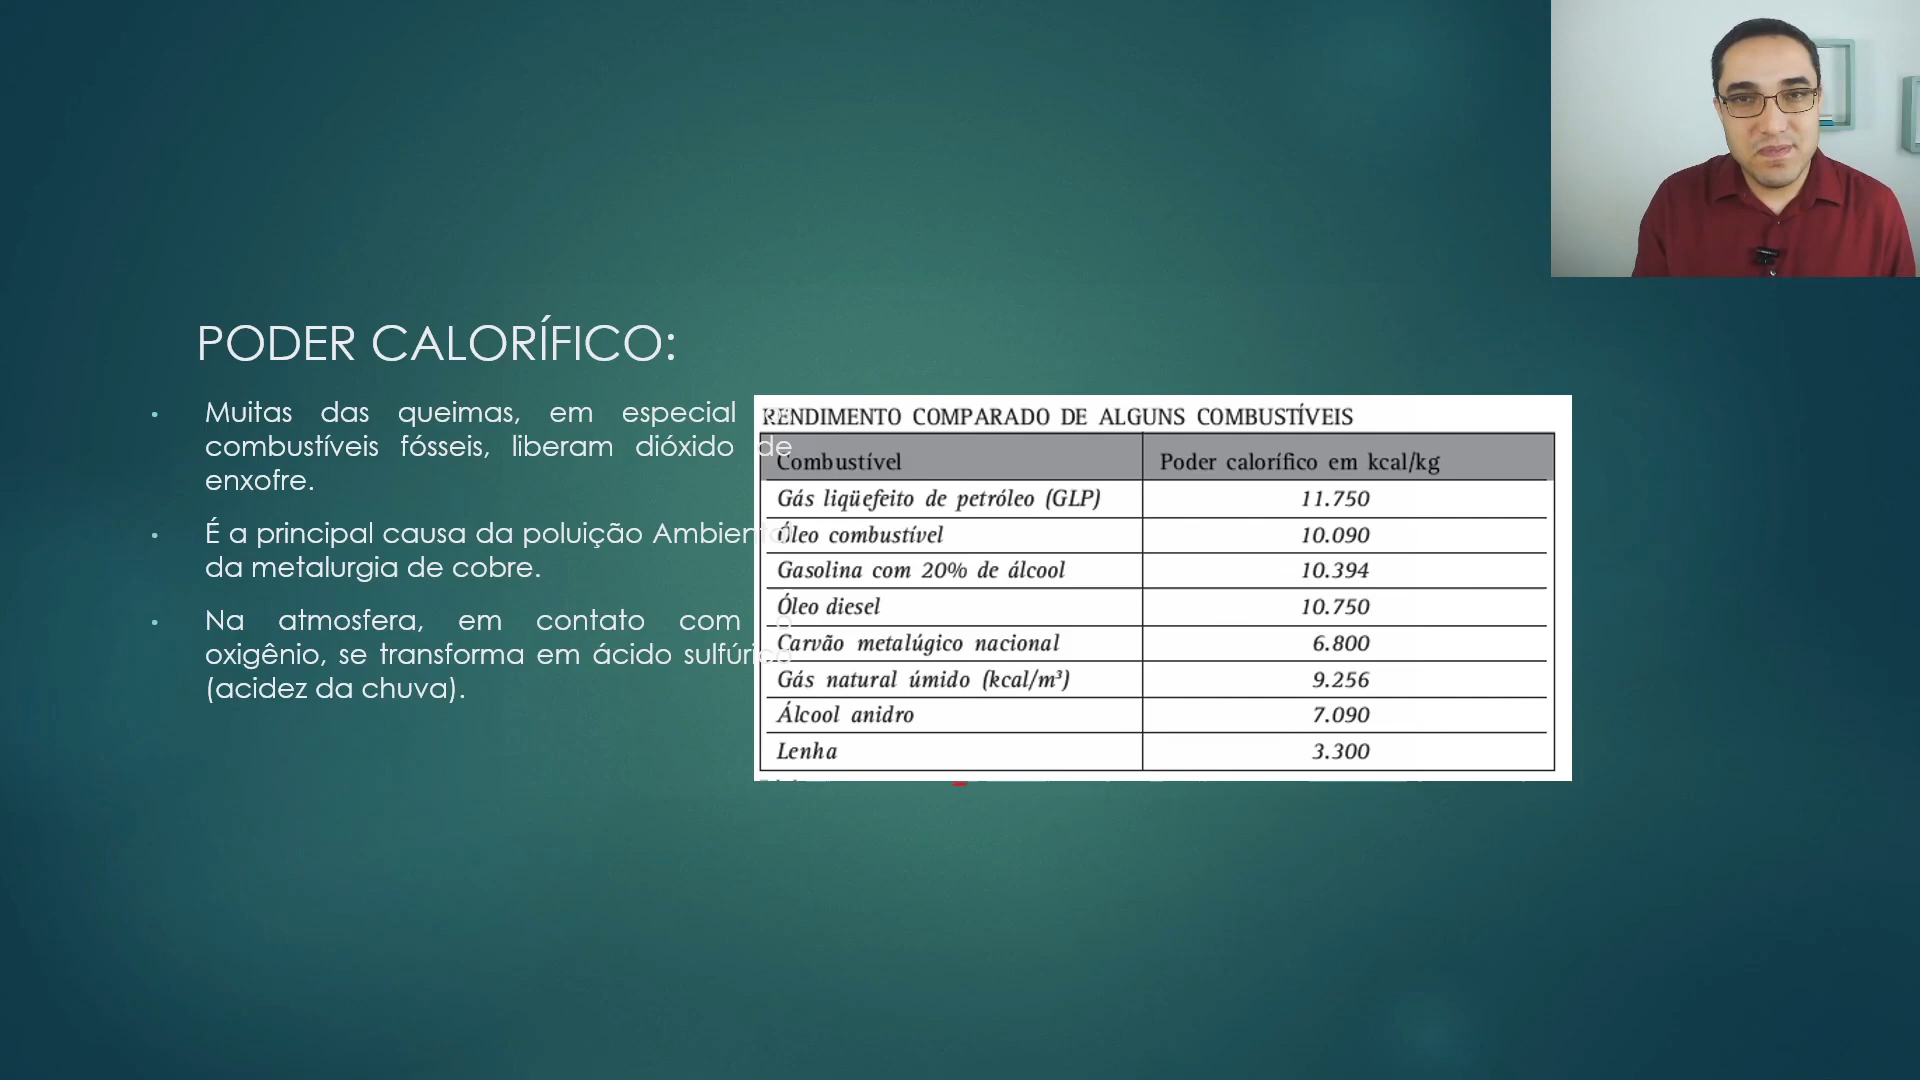 PODER CALORÍFICO:
Muitas das queimas, em especial
combustíveis fósseis, liberam dióxido de
enxofre.
É a principal causa da poluição Ambiental
da metalurgia de cobre.
Na atmosfera, em contato com o
oxigênio, se transforma em ácido sulfúrico
(acidez da chuva).
RENDIMENTO COMPARADO DE ALGUNS COMBUSTÍVEIS
Combustível Poder calorífico em kcal/kg
Gás liqüefeito de petróleo (GLP) 11.750
Óleo combustível 10.090
Gasolina com 20% de álcool 10.394
Óleo diesel 10.750
Carvão metalúgico nacional 6.800
Gás natural úmido (kcal/m³) 9.256
Álcool anidro 7.090
Lenha 3.300